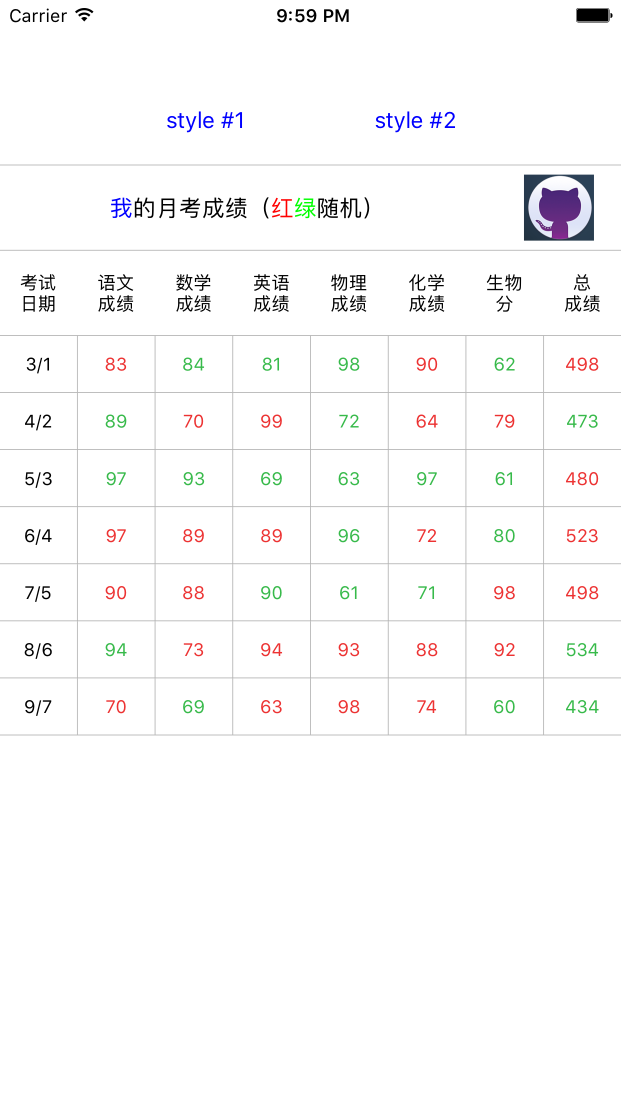 Carrier 9:59 PM
style #1 style #2
我的月考成绩（红绿随机）
考试日期 语文成绩 数学成绩 英语成绩 物理成绩 化学成绩 生物分 总成绩
3/1 83 84 81 98 90 62 498
4/2 89 70 99 72 64 79 473
5/3 97 93 69 63 97 61 480
6/4 97 89 89 96 72 80 523
7/5 90 88 90 61 71 98 498
8/6 94 73 94 93 88 92 534
9/7 70 69 63 98 74 60 434